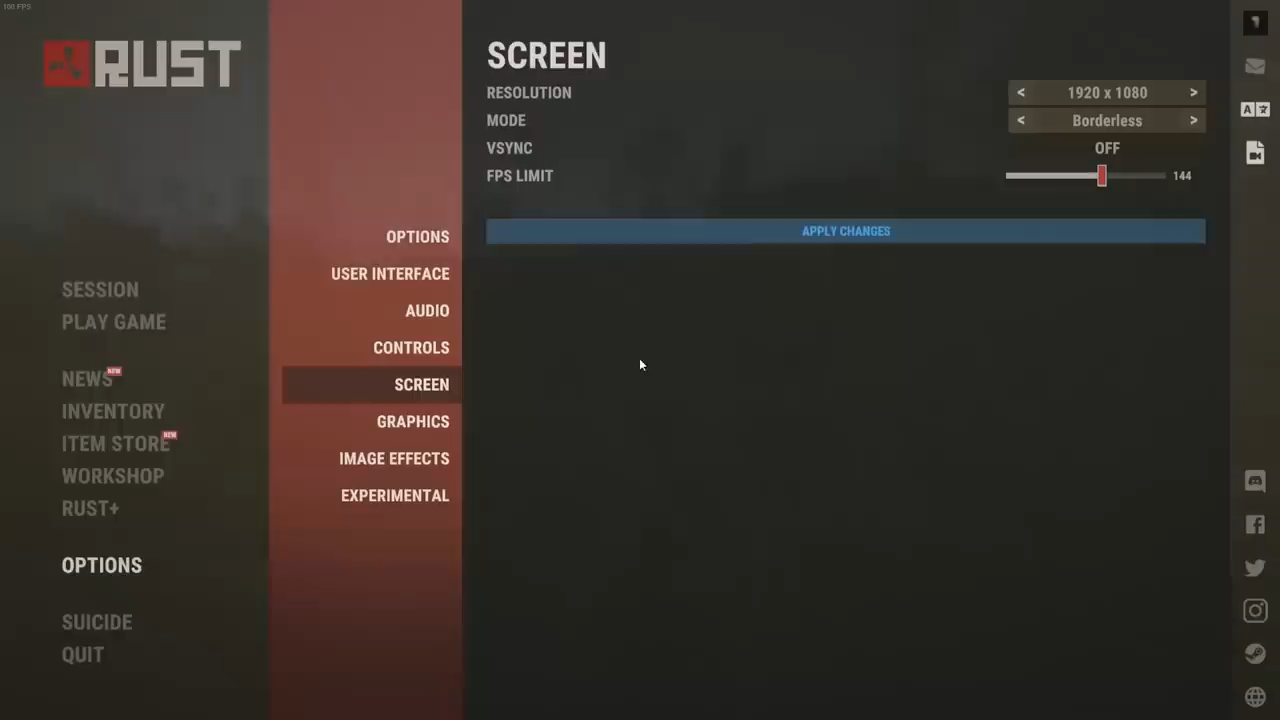 100 FPS
RUST
SESSION
PLAY GAME
NEWS NEW
INVENTORY
ITEM STORE NEW
WORKSHOP
RUST+
OPTIONS
SUICIDE
QUIT
OPTIONS
USER INTERFACE
AUDIO
CONTROLS
SCREEN
GRAPHICS
IMAGE EFFECTS
EXPERIMENTAL
SCREEN
RESOLUTION < 1920 x 1080 >
MODE < Borderless >
VSYNC OFF
FPS LIMIT 144
APPLY CHANGES